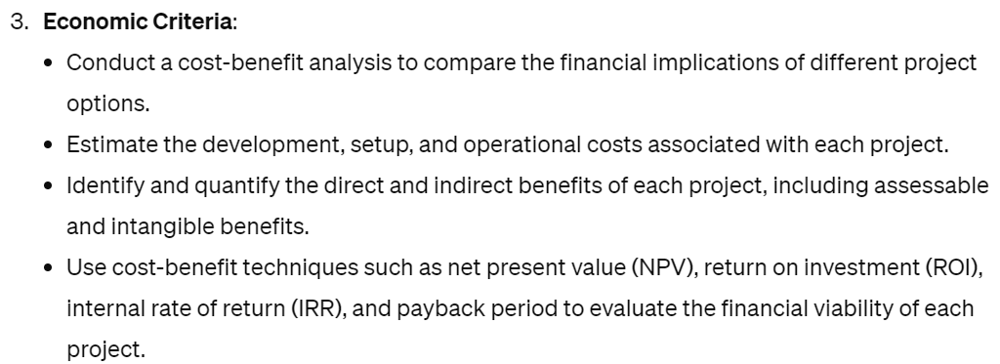 3. Economic Criteria:
• Conduct a cost-benefit analysis to compare the financial implications of different project
options.
• Estimate the development, setup, and operational costs associated with each project.
• Identify and quantify the direct and indirect benefits of each project, including assessable
and intangible benefits.
• Use cost-benefit techniques such as net present value (NPV), return on investment (ROI),
internal rate of return (IRR), and payback period to evaluate the financial viability of each
project.